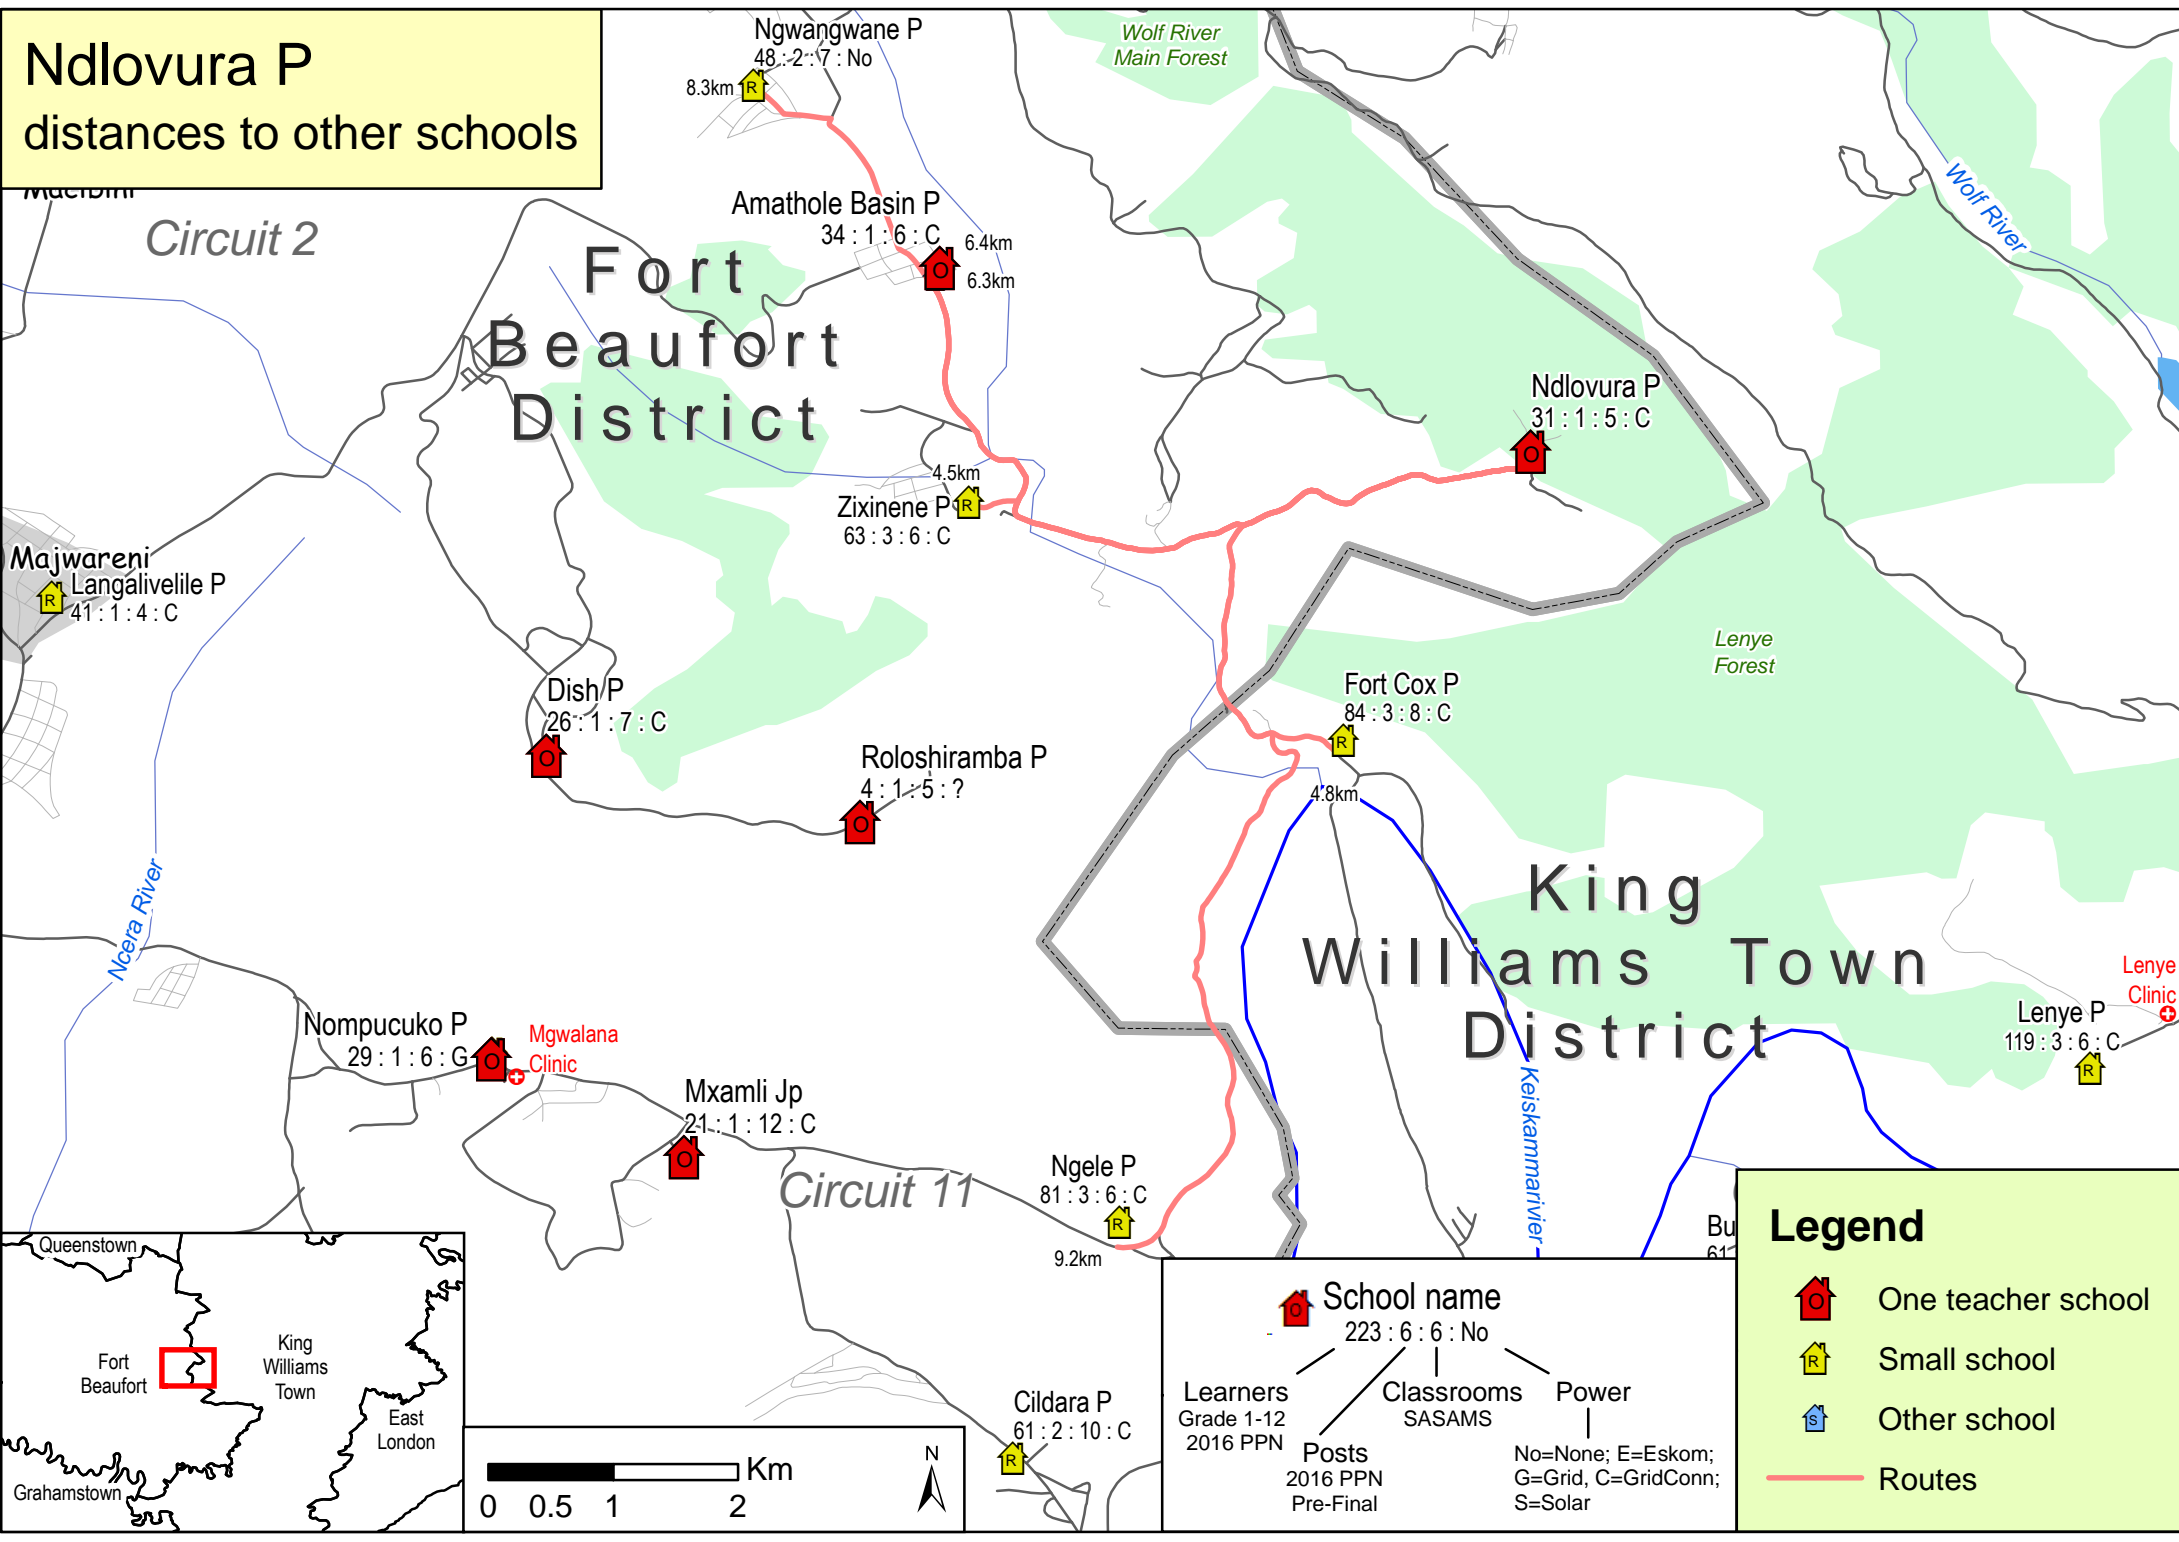 Ndlovura P
distances to other schools
Circuit 2
Ngwangwane P
48 : 2 : 7 : No
8.3km
R
Wolf River
Main Forest
Wolf River
Amathole Basin P
34 : 1 : 6 : C
6.4km
6.3km
O
Fort
Beaufort
District
Ndlovura P
31 : 1 : 5 : C
O
4.5km
Zixinene P
63 : 3 : 6 : C
R
Majwareni
Langalivelile P
41 : 1 : 4 : C
R
Lenye
Forest
Dish P
26 : 1 : 7 : C
O
Fort Cox P
84 : 3 : 8 : C
R
4.8km
Roloshiramba P
4 : 1 : 5 : ?
O
Ncera River
King
Williams Town
District
Lenye
Clinic
Lenye P
119 : 3 : 6 : C
R
Nompucuko P
29 : 1 : 6 : G
O
Mgwalana
Clinic
Mxamli Jp
21 : 1 : 12 : C
O
Keiskammarivier
Circuit 11
Ngele P
81 : 3 : 6 : C
R
9.2km
Bu
61
Cildara P
61 : 2 : 10 : C
R
Queenstown
Fort
Beaufort
King
Williams
Town
East
London
Grahamstown
Km
0 0.5 1 2
N
O
School name
223 : 6 : 6 : No
Learners
Grade 1-12
2016 PPN
Posts
2016 PPN
Pre-Final
Classrooms
SASAMS
Power
No=None; E=Eskom;
G=Grid, C=GridConn;
S=Solar
Legend
O One teacher school
R Small school
S Other school
Routes